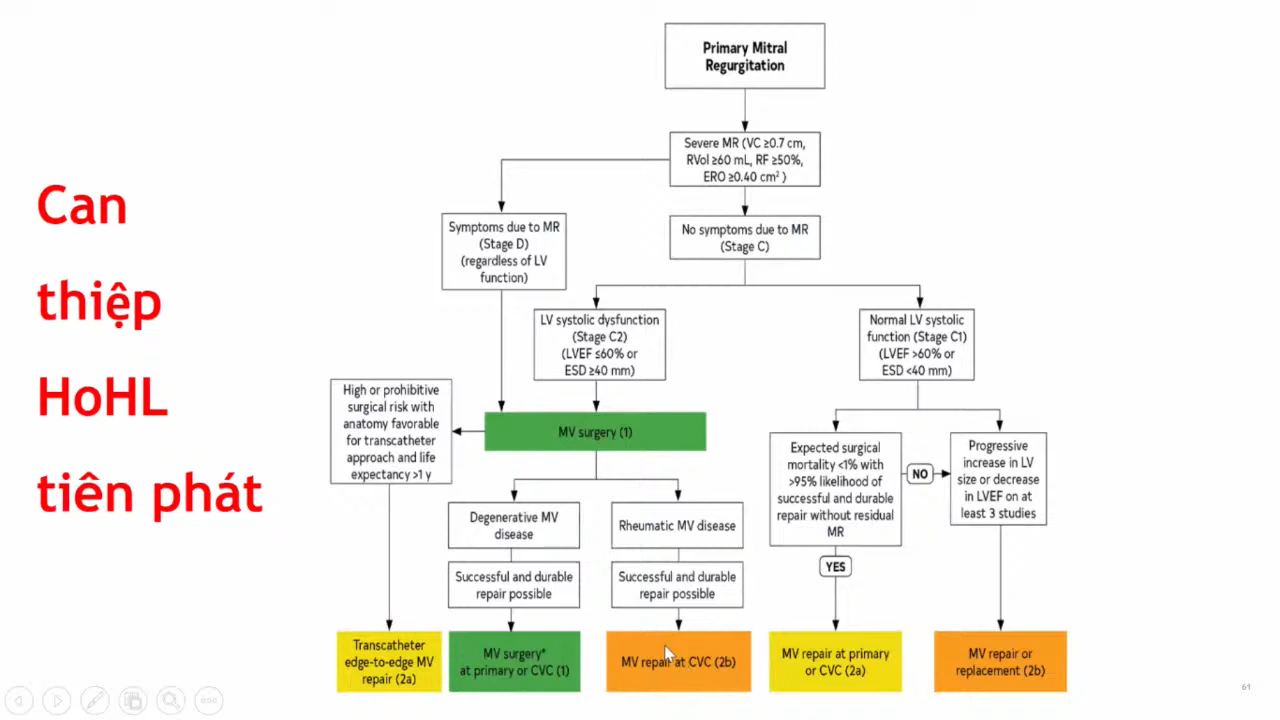 Can
thiệp
HoHL
tiên phát
Primary Mitral
Regurgitation
Severe MR (VC ≥0.7 cm,
RVol ≥60 mL, RF ≥50%,
ERO ≥0.40 cm²)
Symptoms due to MR
(Stage D)
(regardless of LV
function)
No symptoms due to MR
(Stage C)
LV systolic dysfunction
(Stage C2)
(LVEF ≤60% or
ESD ≥40 mm)
Normal LV systolic
function (Stage C1)
(LVEF >60% or
ESD <40 mm)
High or prohibitive
surgical risk with
anatomy favorable
for transcatheter
approach and life
expectancy >1 y
MV surgery (1)
Expected surgical
mortality <1% with
>95% likelihood of
successful and durable
repair without residual
MR
NO
Progressive
increase in LV
size or decrease
in LVEF on at
least 3 studies
Degenerative MV
disease
Rheumatic MV disease
YES
Successful and durable
repair possible
Successful and durable
repair possible
Transcatheter
edge-to-edge MV
repair (2a)
MV surgery*
at primary or CVC (1)
MV repair at CVC (2b)
MV repair at primary
or CVC (2a)
MV repair or
replacement (2b)
61